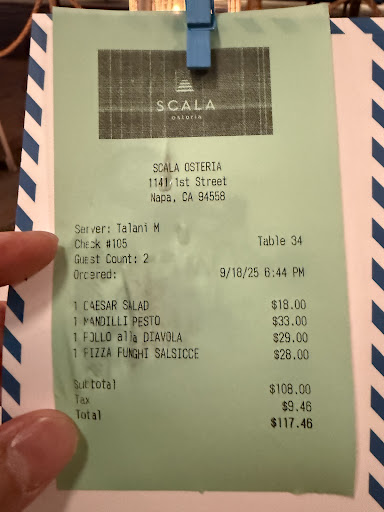 SCALA
osteria
SCALA OSTERIA
1141 1st Street
Napa, CA 94558
Server: Talani M
Check #105 Table 34
Guest Count: 2
Ordered: 9/18/25 6:44 PM
1 CAESAR SALAD $18.00
1 MANDILLI PESTO $33.00
1 POLLO alla DIAVOLA $29.00
1 PIZZA FUNGHI SALSICCE $28.00
Subtotal $108.00
Tax $9.46
Total $117.46